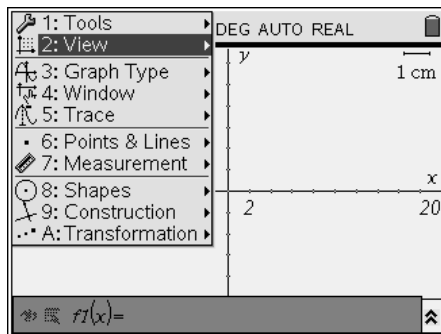 1: Tools
DEG AUTO REAL
2: View
y
1 cm
3: Graph Type
4: Window
5: Trace
6: Points & Lines
7: Measurement
x
8: Shapes
2
20
9: Construction
A: Transformation
f1(x)=